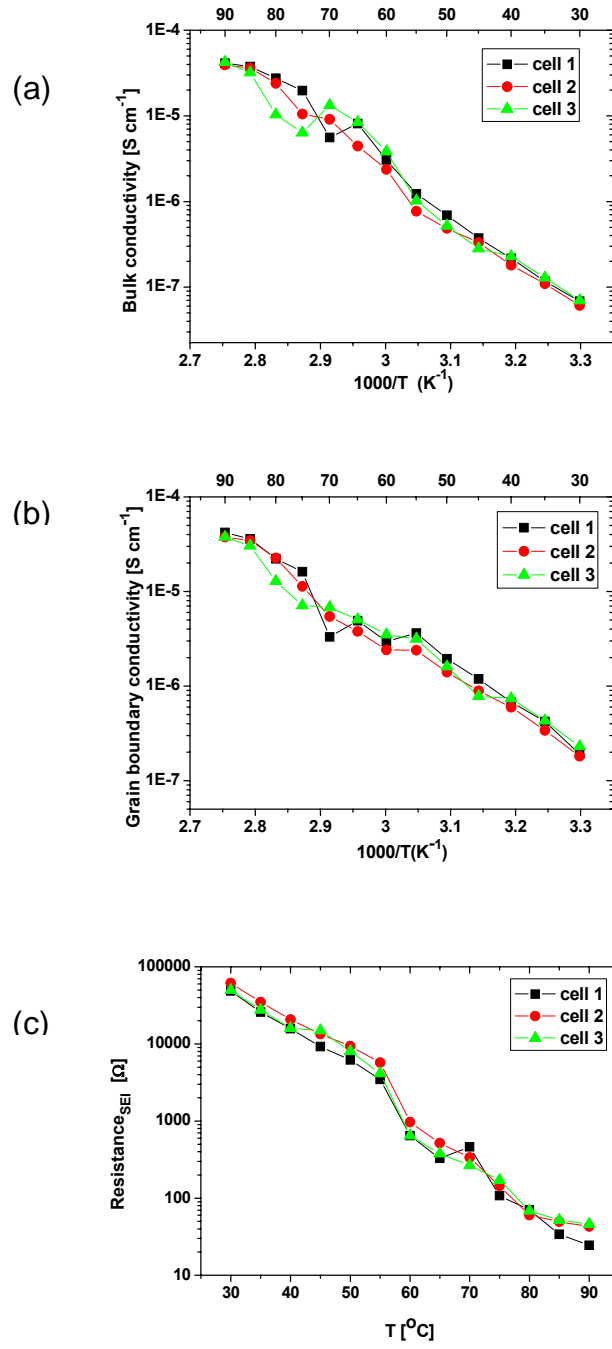 (a)
90 80 70 60 50 40 30
1E-4
1E-5
1E-6
1E-7
Bulk conductivity [S cm⁻¹]
cell 1
cell 2
cell 3
2.7 2.8 2.9 3 3.1 3.2 3.3
1000/T (K⁻¹)
(b)
90 80 70 60 50 40 30
1E-4
1E-5
1E-6
1E-7
Grain boundary conductivity [S cm⁻¹]
cell 1
cell 2
cell 3
2.7 2.8 2.9 3 3.1 3.2 3.3
1000/T(K⁻¹)
(c)
100000
10000
1000
100
10
Resistance_SEI [Ω]
cell 1
cell 2
cell 3
30 40 50 60 70 80 90
T [°C]